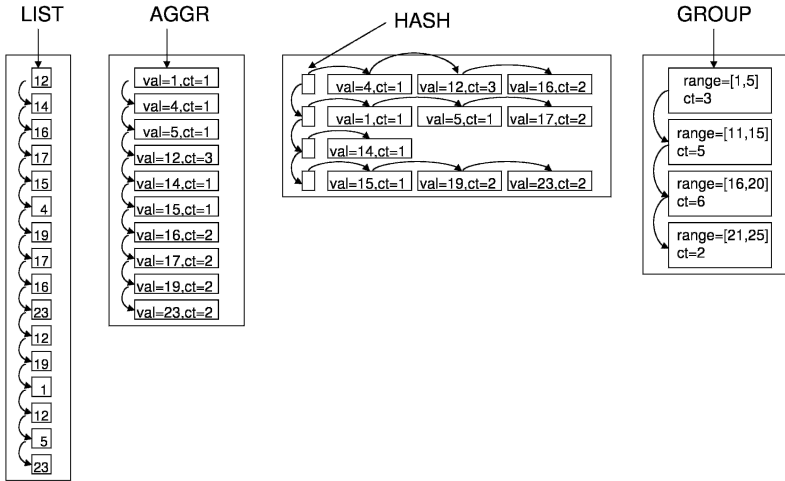 LIST
12
14
16
17
15
4
19
17
16
23
12
19
1
12
5
23
AGGR
val=1,ct=1
val=4,ct=1
val=5,ct=1
val=12,ct=3
val=14,ct=1
val=15,ct=1
val=16,ct=2
val=17,ct=2
val=19,ct=2
val=23,ct=2
HASH
val=4,ct=1 val=12,ct=3 val=16,ct=2
val=1,ct=1 val=5,ct=1 val=17,ct=2
val=14,ct=1
val=15,ct=1 val=19,ct=2 val=23,ct=2
GROUP
range=[1,5]
ct=3
range=[11,15]
ct=5
range=[16,20]
ct=6
range=[21,25]
ct=2